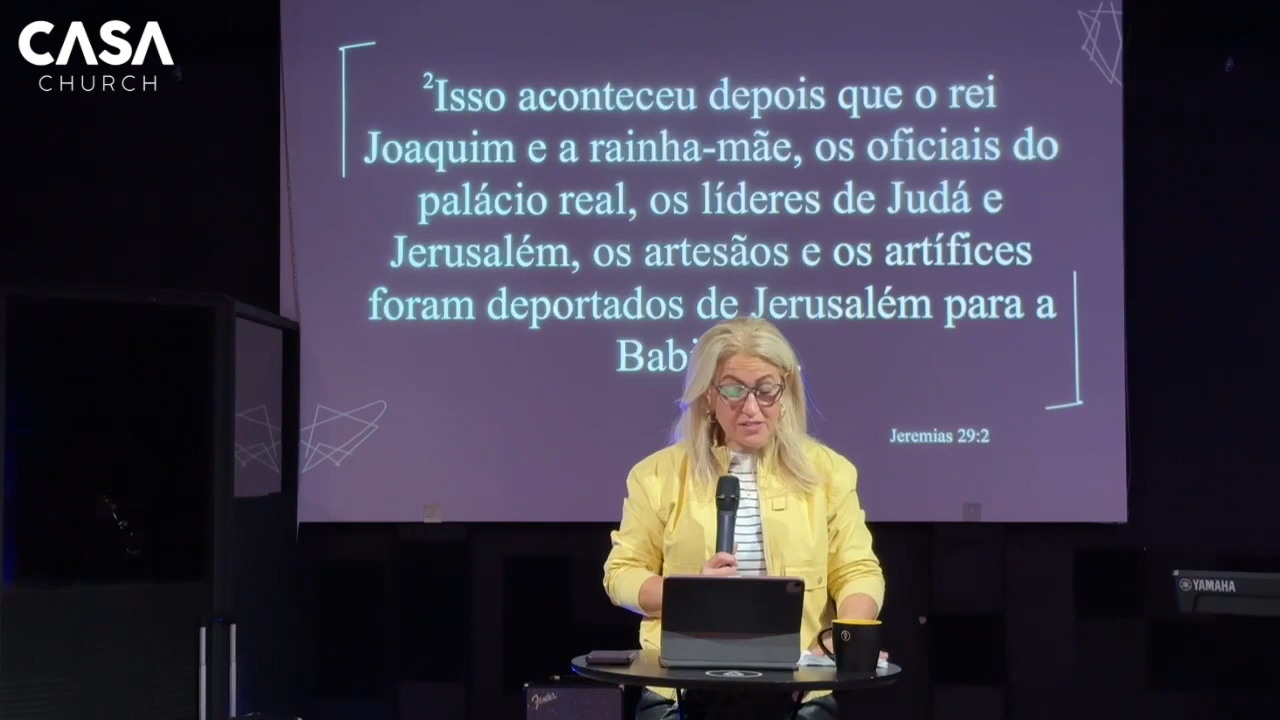 CASA
CHURCH
²Isso aconteceu depois que o rei
Joaquim e a rainha-mãe, os oficiais do
palácio real, os líderes de Judá e
Jerusalém, os artesãos e os artífices
foram deportados de Jerusalém para a
Jeremias 29:2
YAMAHA
Fender